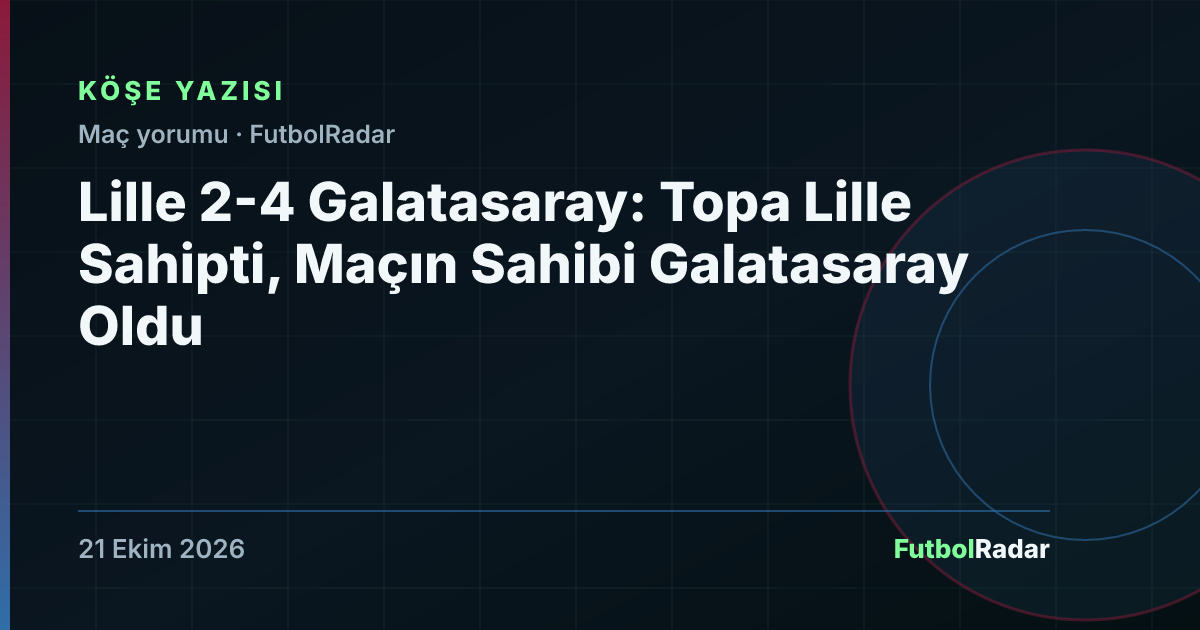 KÖŞE YAZISI
Maç yorumu · FutbolRadar
Lille 2-4 Galatasaray: Topa Lille
Sahipti, Maçın Sahibi Galatasaray
Oldu
21 Ekim 2026
FutbolRadar